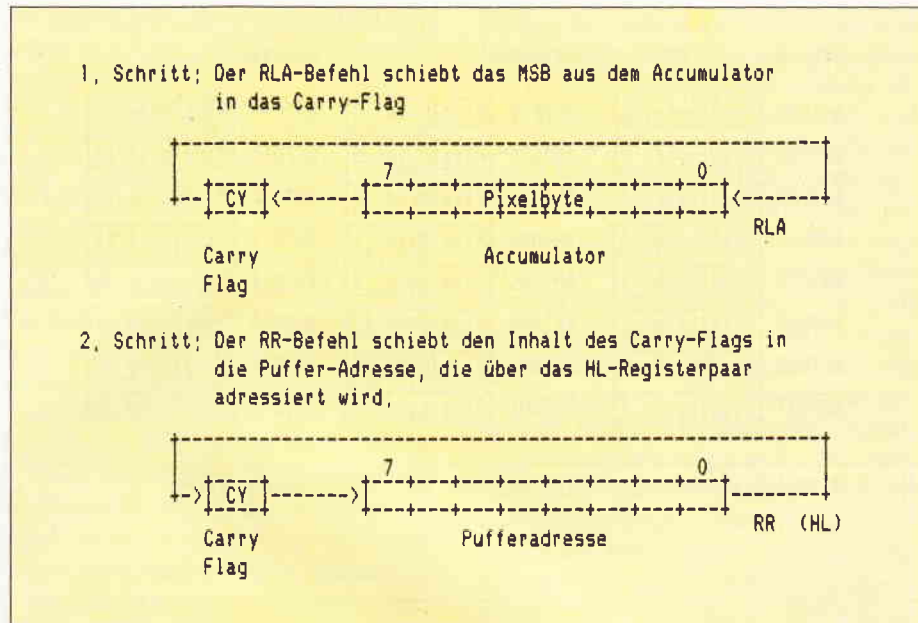 1. Schritt: Der RLA-Befehl schiebt das MSB aus dem Accumulator
in das Carry-Flag
7 0
CY Pixelbyte
RLA
Carry Accumulator
Flag
2. Schritt: Der RR-Befehl schiebt den Inhalt des Carry-Flags in
die Puffer-Adresse, die über das HL-Registerpaar
adressiert wird.
7 0
CY
RR (HL)
Carry Pufferadresse
Flag